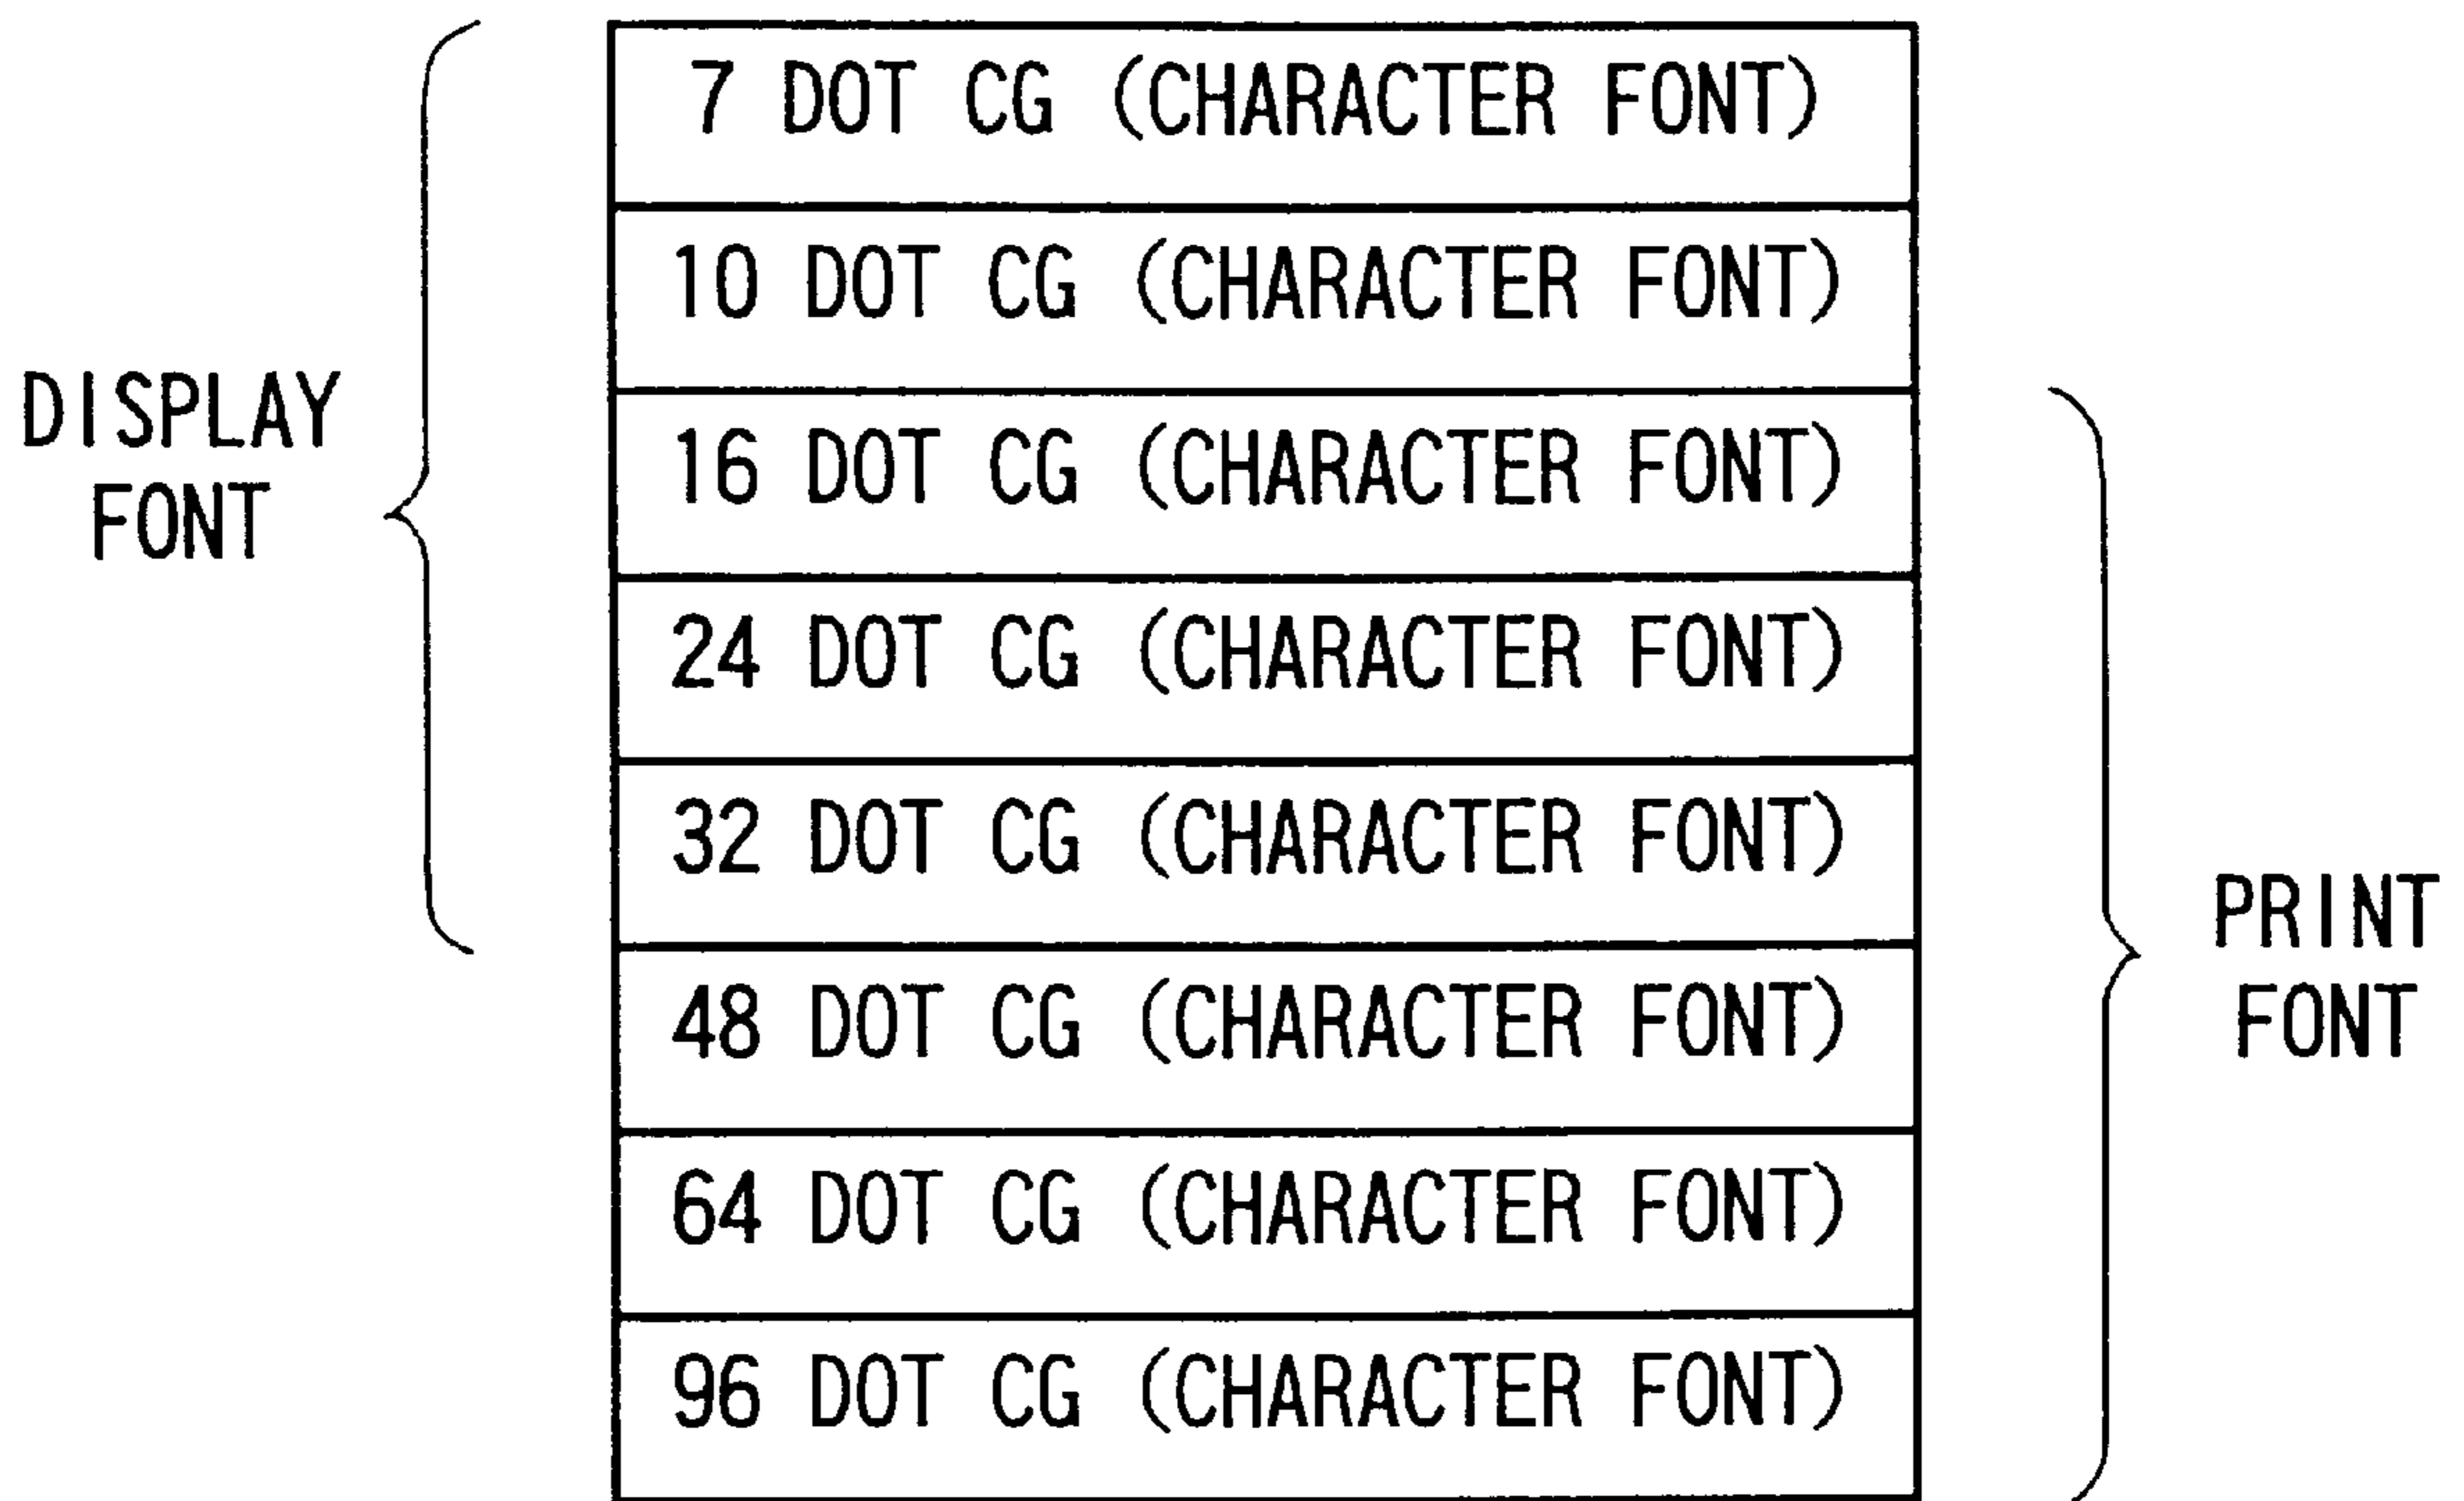 7 DOT CG (CHARACTER FONT)
10 DOT CG (CHARACTER FONT)
DISPLAY
FONT
16 DOT CG (CHARACTER FONT)
24 DOT CG (CHARACTER FONT)
32 DOT CG (CHARACTER FONT)
48 DOT CG (CHARACTER FONT)
64 DOT CG (CHARACTER FONT)
96 DOT CG (CHARACTER FONT)
PRINT
FONT